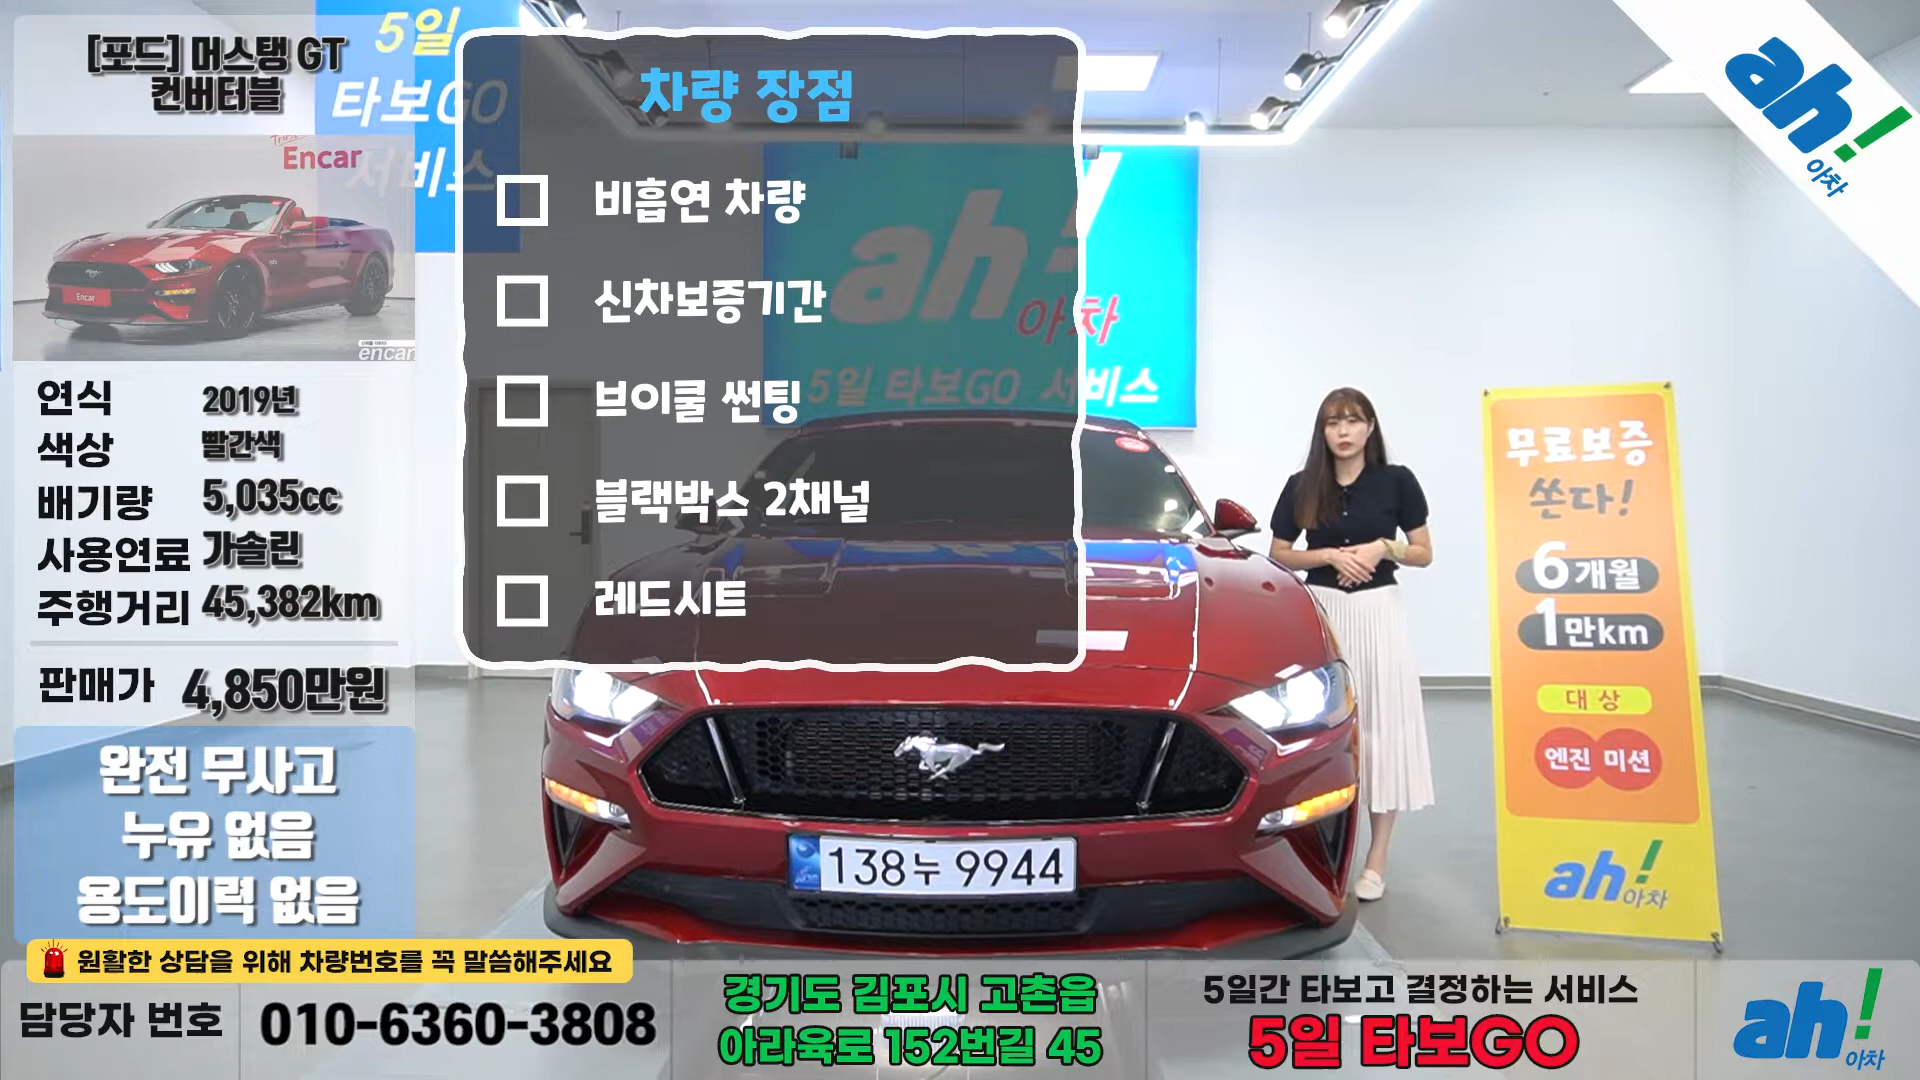 [포드] 머스탱 GT
컨버터블
5일
타보GO
서비스
Encar
Encar
encar
연식 2019년
색상 빨간색
배기량 5,035cc
사용연료 가솔린
주행거리 45,382km
판매가 4,850만원
완전 무사고
누유 없음
용도이력 없음
차량 장점
비흡연 차량
신차보증기간
브이쿨 썬팅
블랙박스 2채널
레드시트
ah!
아차
5일 타보GO 서비스
ah!
아차
무료보증
쏜다!
6개월
1만km
대상
엔진 미션
ah!
아차
138누 9944
원활한 상담을 위해 차량번호를 꼭 말씀해주세요
담당자 번호 010-6360-3808
경기도 김포시 고촌읍
아라육로 152번길 45
5일간 타보고 결정하는 서비스
5일 타보GO
ah!
아차